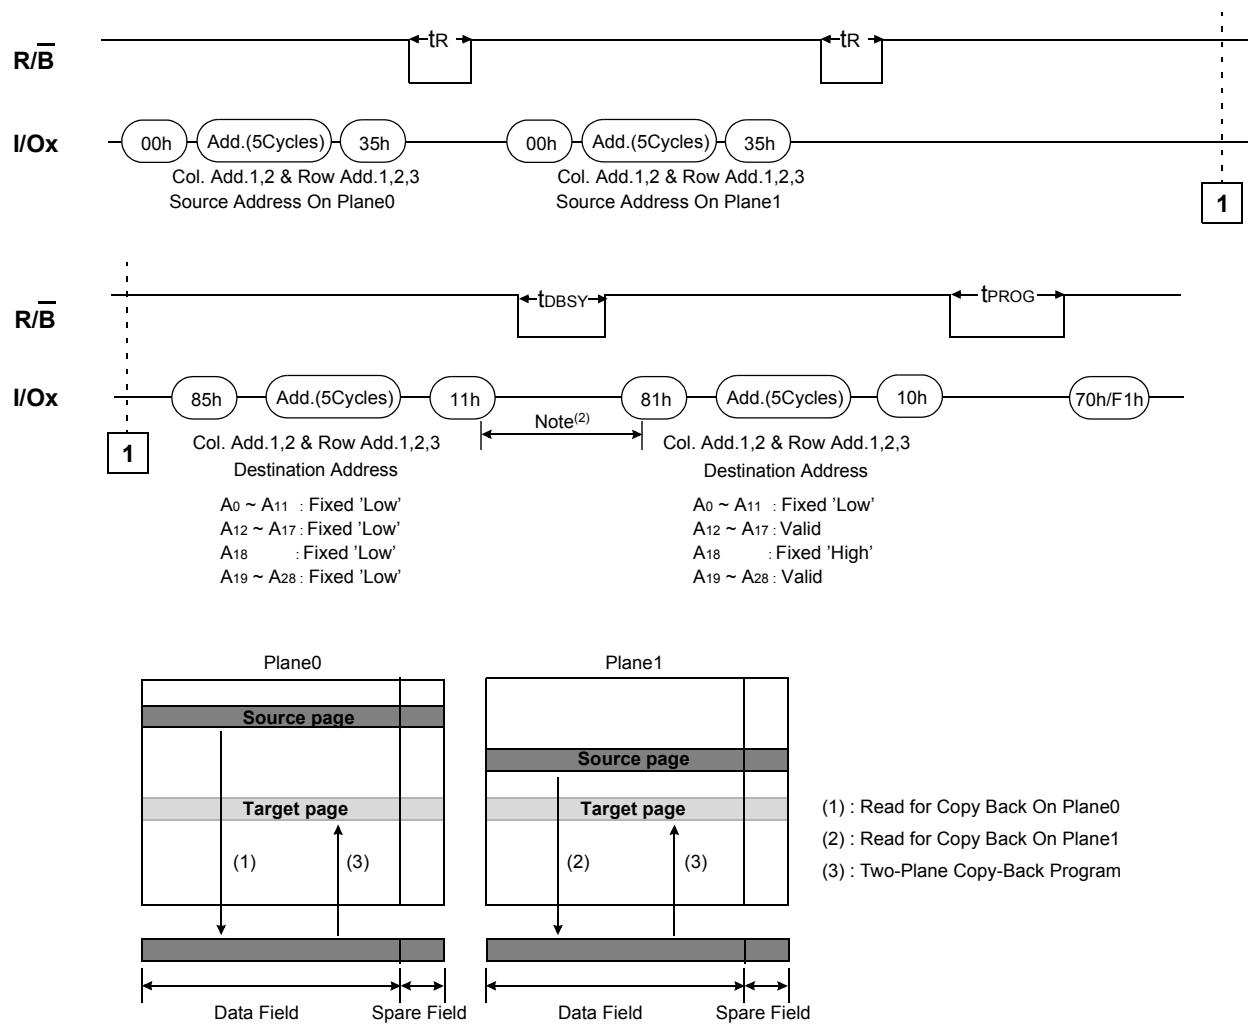 R/B tR tR
I/Ox 00h Add.(5Cycles) 35h 00h Add.(5Cycles) 35h
Col. Add.1,2 & Row Add.1,2,3 Col. Add.1,2 & Row Add.1,2,3
Source Address On Plane0 Source Address On Plane1
1
R/B tDBSY tPROG
I/Ox 85h Add.(5Cycles) 11h 81h Add.(5Cycles) 10h 70h/F1h
Note(2)
1
Col. Add.1,2 & Row Add.1,2,3 Col. Add.1,2 & Row Add.1,2,3
Destination Address Destination Address
A0 ~ A11 : Fixed ’Low’ A0 ~ A11 : Fixed ’Low’
A12 ~ A17 : Fixed ’Low’ A12 ~ A17 : Valid
A18 : Fixed ’Low’ A18 : Fixed ’High’
A19 ~ A28 : Fixed ’Low’ A19 ~ A28 : Valid
Plane0 Plane1
Source page
Source page
Target page Target page
(1) (3) (2) (3)
(1) : Read for Copy Back On Plane0
(2) : Read for Copy Back On Plane1
(3) : Two-Plane Copy-Back Program
Data Field Spare Field Data Field Spare Field